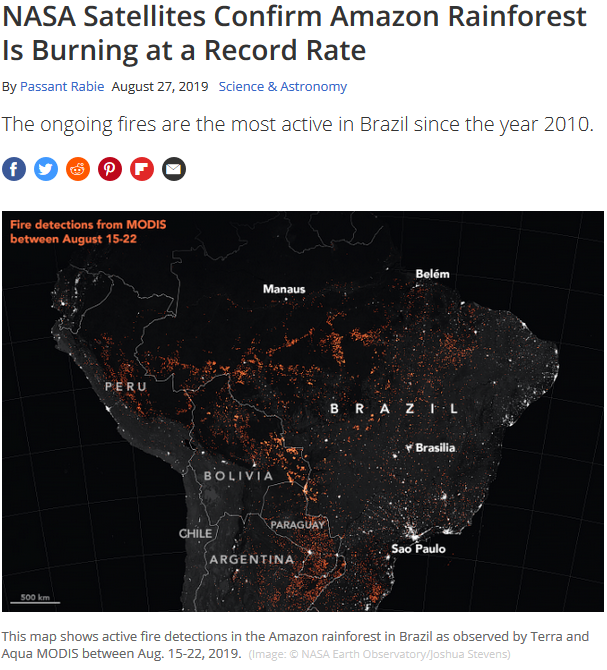 NASA Satellites Confirm Amazon Rainforest
Is Burning at a Record Rate
By Passant Rabie August 27, 2019 Science & Astronomy
The ongoing fires are the most active in Brazil since the year 2010.
Fire detections from MODIS
between August 15-22
Belém
Manaus
PERU
BRAZIL
Brasilia
BOLIVIA
PARAGUAY
CHILE
Sao Paulo
ARGENTINA
500 km
This map shows active fire detections in the Amazon rainforest in Brazil as observed by Terra and
Aqua MODIS between Aug. 15-22, 2019. (Image: © NASA Earth Observatory/Joshua Stevens)